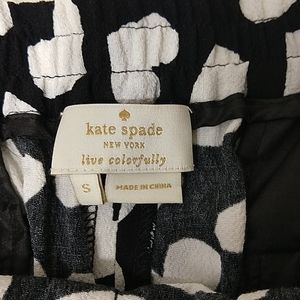 kate spade
NEW YORK
live colorfully
S
MADE IN CHINA